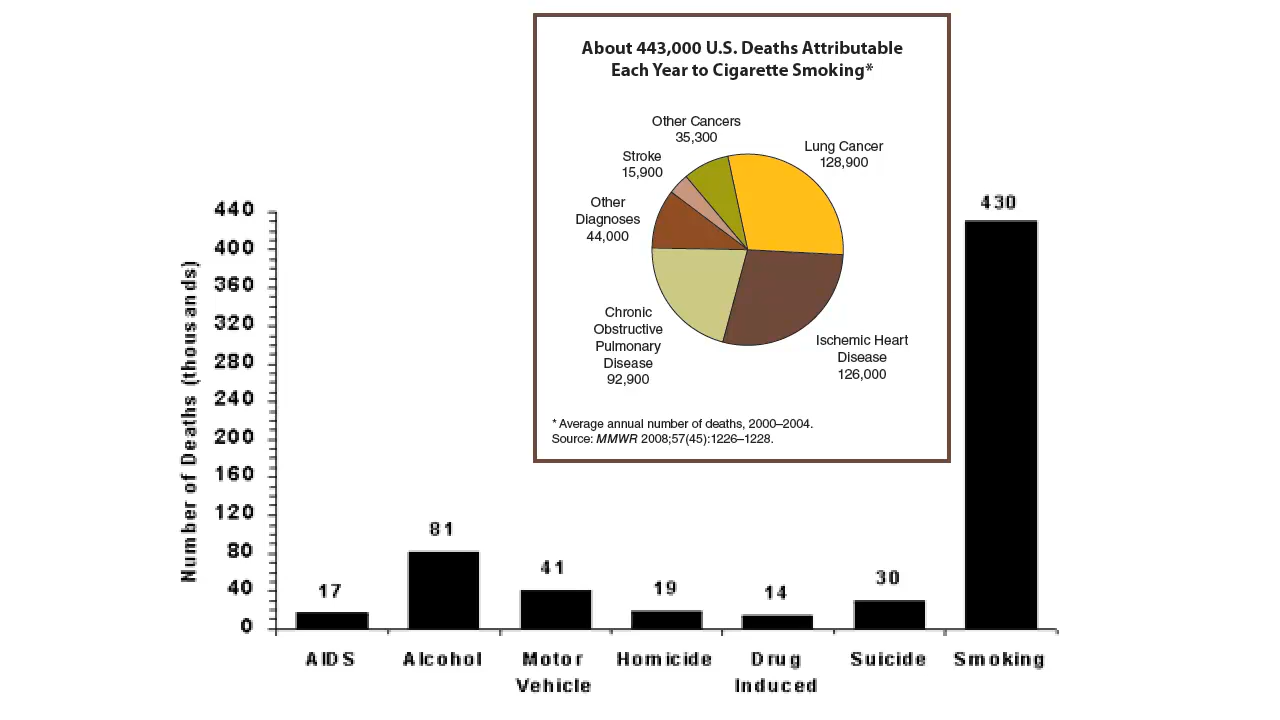 About 443,000 U.S. Deaths Attributable
Each Year to Cigarette Smoking*
Other Cancers
35,300
Lung Cancer
128,900
Stroke
15,900
Other
Diagnoses
44,000
Chronic
Obstructive
Pulmonary
Disease
92,900
Ischemic Heart
Disease
126,000
* Average annual number of deaths, 2000–2004.
Source: MMWR 2008;57(45):1226–1228.
Number of Deaths (thousands)
440
400
360
320
280
240
200
160
120
80
40
0
17
81
41
19
14
30
430
AIDS
Alcohol
Motor
Vehicle
Homicide
Drug
Induced
Suicide
Smoking